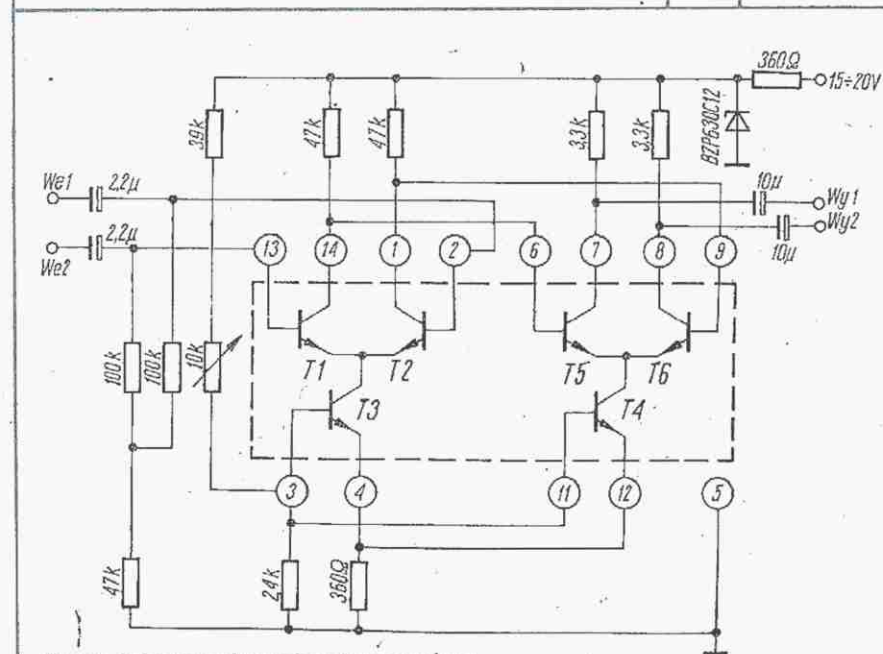 360Ω
15÷20V
39k
47k
47k
3,3k
3,3k
BZP630C12
We1
2,2μ
10μ
Wy1
We2
2,2μ
Wy2
10μ
13
14
1
2
6
7
8
9
100k
100k
10k
T1
T2
T5
T6
T3
T4
3
4
11
12
5
47k
2,4k
360Ω